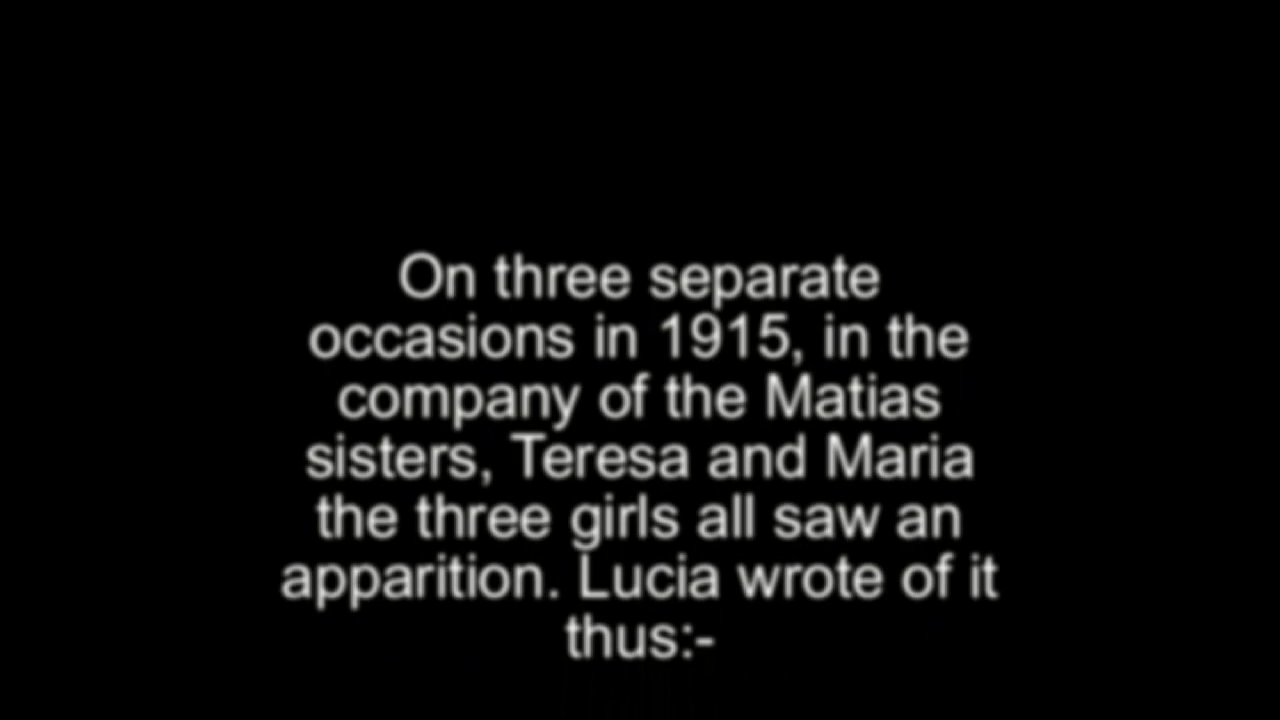 On three separate
occasions in 1915, in the
company of the Matias
sisters, Teresa and Maria
the three girls all saw an
apparition. Lucia wrote of it
thus:-